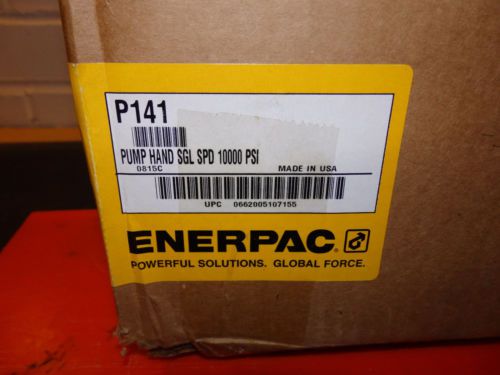 P141
PUMP HAND SGL SPD 10000 PSI
0815C MADE IN USA
UPC 0662005107155
ENERPAC
POWERFUL SOLUTIONS. GLOBAL FORCE.